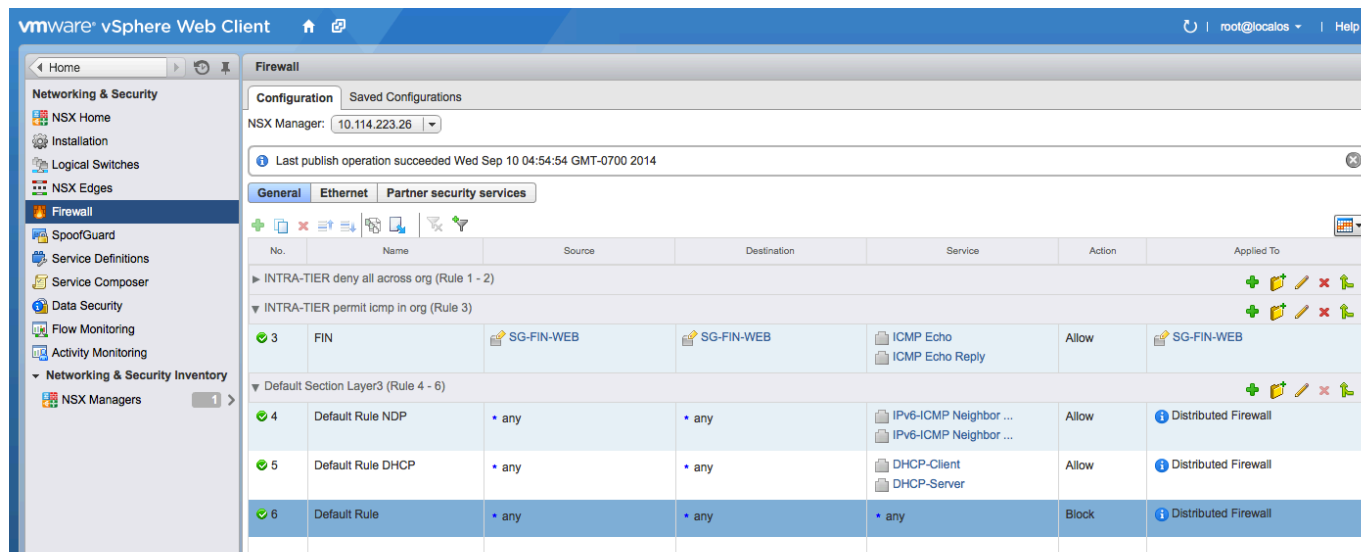 vmware® vSphere Web Client
root@localos
Help
Home
Firewall
Networking & Security
NSX Home
Installation
Logical Switches
NSX Edges
Firewall
SpoofGuard
Service Definitions
Service Composer
Data Security
Flow Monitoring
Activity Monitoring
Networking & Security Inventory
NSX Managers 1
Configuration Saved Configurations
NSX Manager: 10.114.223.26
Last publish operation succeeded Wed Sep 10 04:54:54 GMT-0700 2014
General Ethernet Partner security services
No. Name Source Destination Service Action Applied To
INTRA-TIER deny all across org (Rule 1 - 2)
INTRA-TIER permit icmp in org (Rule 3)
3 FIN SG-FIN-WEB SG-FIN-WEB ICMP Echo Allow SG-FIN-WEB
ICMP Echo Reply
Default Section Layer3 (Rule 4 - 6)
4 Default Rule NDP * any * any IPv6-ICMP Neighbor ... Allow Distributed Firewall
IPv6-ICMP Neighbor ...
5 Default Rule DHCP * any * any DHCP-Client Allow Distributed Firewall
DHCP-Server
6 Default Rule * any * any * any Block Distributed Firewall